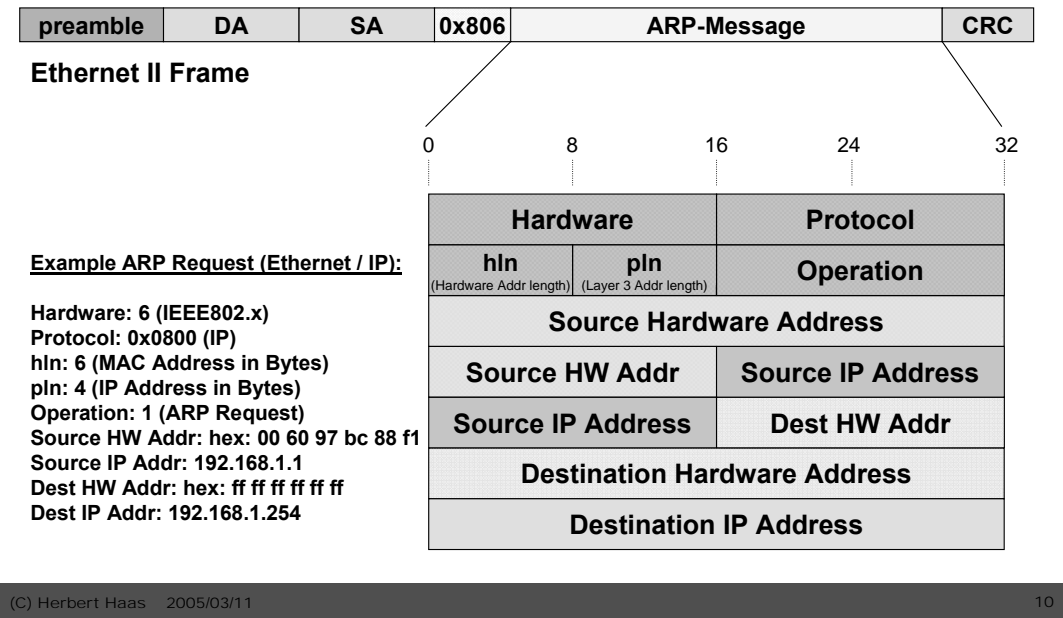 preamble DA SA 0x806 ARP-Message CRC
Ethernet II Frame
0 8 16 24 32
Hardware Protocol
hln pln Operation
(Hardware Addr length) (Layer 3 Addr length)
Source Hardware Address
Source HW Addr Source IP Address
Source IP Address Dest HW Addr
Destination Hardware Address
Destination IP Address
Example ARP Request (Ethernet / IP):
Hardware: 6 (IEEE802.x)
Protocol: 0x0800 (IP)
hln: 6 (MAC Address in Bytes)
pln: 4 (IP Address in Bytes)
Operation: 1 (ARP Request)
Source HW Addr: hex: 00 60 97 bc 88 f1
Source IP Addr: 192.168.1.1
Dest HW Addr: hex: ff ff ff ff ff ff
Dest IP Addr: 192.168.1.254
(C) Herbert Haas 2005/03/11 10